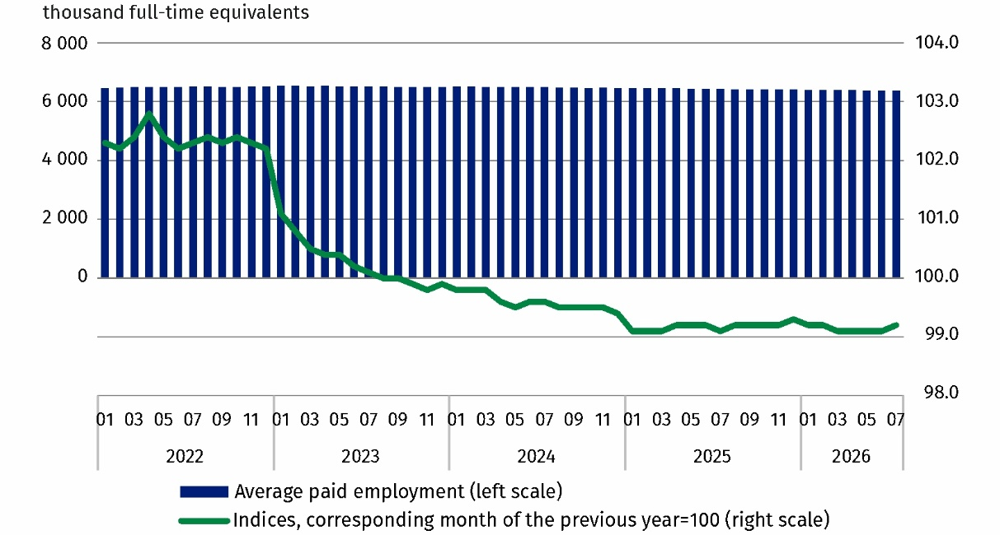 thousand full-time equivalents
8 000 104.0
6 000 103.0
4 000 102.0
2 000 101.0
0 100.0
99.0
98.0
01 03 05 07 09 11 01 03 05 07 09 11 01 03 05 07 09 11 01 03 05 07 09 11 01 03 05 07
2022 2023 2024 2025 2026
Average paid employment (left scale)
Indices, corresponding month of the previous year=100 (right scale)